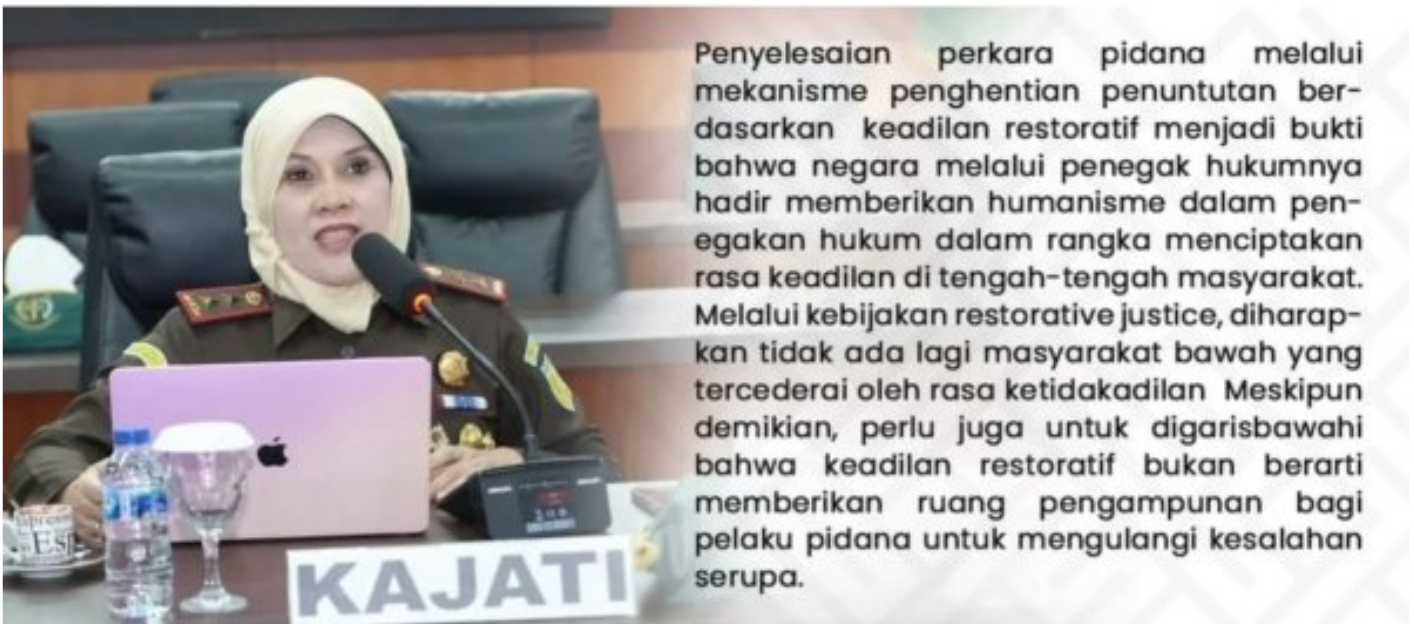 Penyelesaian perkara pidana melalui
mekanisme penghentian penuntutan ber-
dasarkan keadilan restoratif menjadi bukti
bahwa negara melalui penegak hukumnya
hadir memberikan humanisme dalam pen-
egakan hukum dalam rangka menciptakan
rasa keadilan di tengah-tengah masyarakat.
Melalui kebijakan restorative justice, diharap-
kan tidak ada lagi masyarakat bawah yang
tercederai oleh rasa ketidakadilan Meskipun
demikian, perlu juga untuk digarisbawahi
bahwa keadilan restoratif bukan berarti
memberikan ruang pengampunan bagi
pelaku pidana untuk mengulangi kesalahan
serupa.
KAJATI